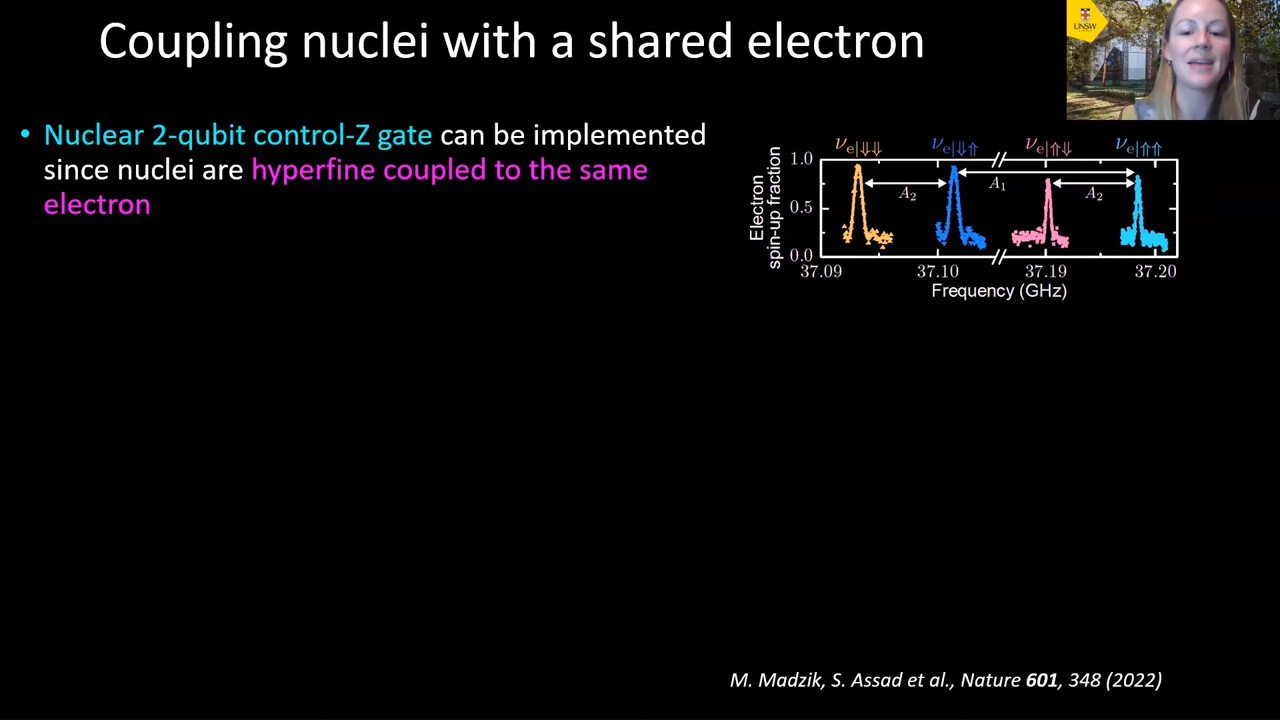 Coupling nuclei with a shared electron
UNSW
• Nuclear 2-qubit control-Z gate can be implemented
since nuclei are hyperfine coupled to the same
electron
νe|⇓⇓ νe|⇓⇑ νe|⇑⇓ νe|⇑⇑
Electron
spin-up fraction
1.0
0.5
0.0
A2 A1 A2
37.09 37.10 37.19 37.20
Frequency (GHz)
M. Madzik, S. Assad et al., Nature 601, 348 (2022)